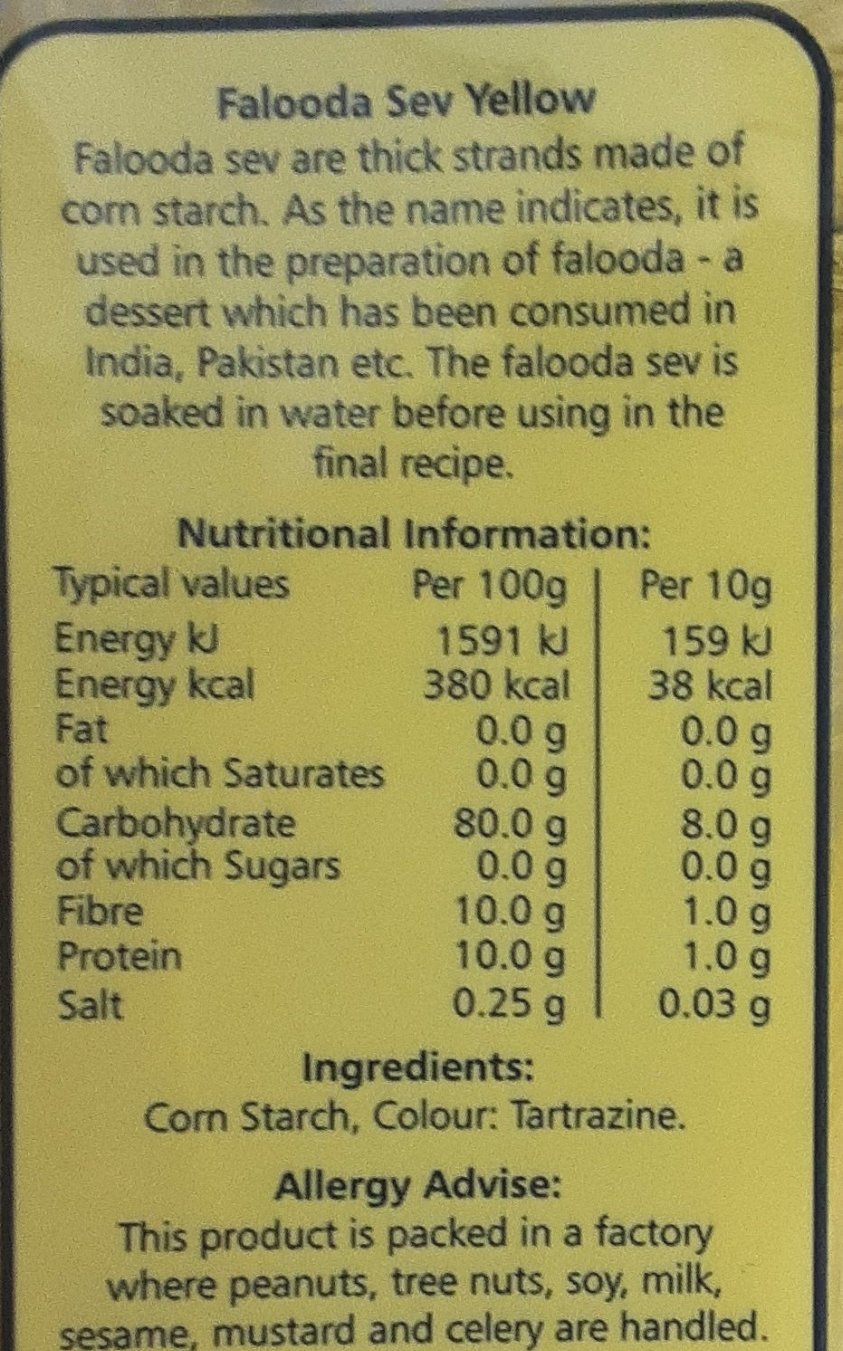 Falooda Sev Yellow
Falooda sev are thick strands made of
corn starch. As the name indicates, it is
used in the preparation of falooda - a
dessert which has been consumed in
India, Pakistan etc. The falooda sev is
soaked in water before using in the
final recipe.
Nutritional Information:
Typical values Per 100g Per 10g
Energy kJ 1591 kJ 159 kJ
Energy kcal 380 kcal 38 kcal
Fat 0.0 g 0.0 g
of which Saturates 0.0 g 0.0 g
Carbohydrate 80.0 g 8.0 g
of which Sugars 0.0 g 0.0 g
Fibre 10.0 g 1.0 g
Protein 10.0 g 1.0 g
Salt 0.25 g 0.03 g
Ingredients:
Corn Starch, Colour: Tartrazine.
Allergy Advise:
This product is packed in a factory
where peanuts, tree nuts, soy, milk,
sesame, mustard and celery are handled.